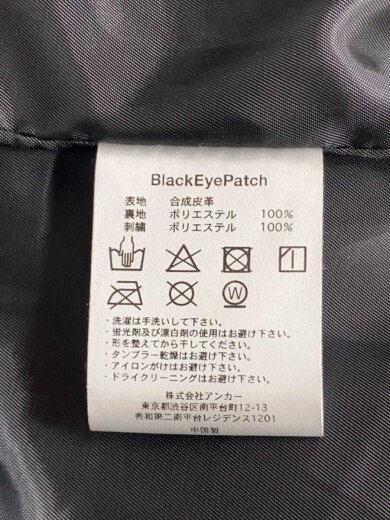 BlackEyePatch
表地 合成皮革
裏地 ポリエステル 100%
刺繍 ポリエステル 100%
W
・洗濯は手洗いして下さい。
・蛍光剤及び漂白剤の使用はお避け下さい。
・形を整えてから干してください。
・タンブラー乾燥はお避け下さい。
・アイロンがけはお避け下さい。
・ドライクリーニングはお避け下さい。
株式会社アンカー
東京都渋谷区南平台町12-13
秀和第二南平台レジデンス1201
中国製